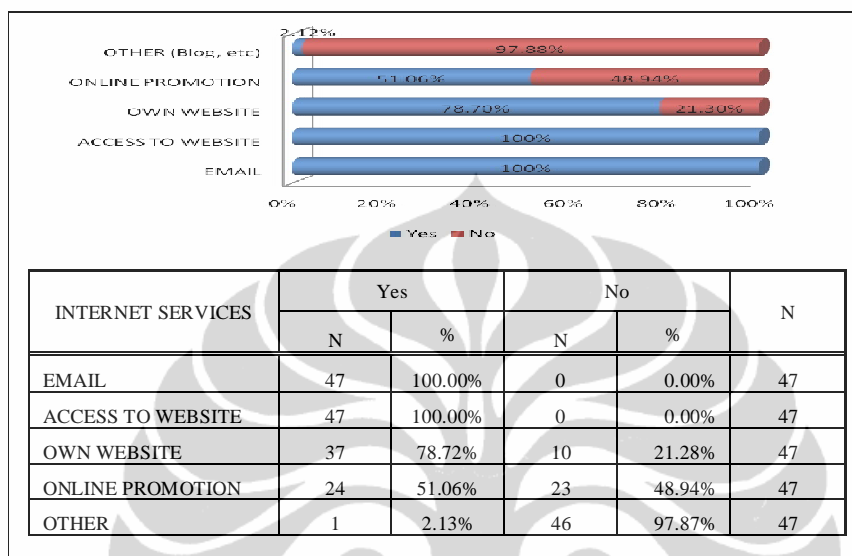 2.12%
OTHER (Blog, etc) 97.88%
ONLINE PROMOTION 51.06% 48.94%
OWN WEBSITE 78.70% 21.30%
ACCESS TO WEBSITE 100%
EMAIL 100%
0% 20% 40% 60% 80% 100%
Yes No
INTERNET SERVICES Yes No N
N % N %
EMAIL 47 100.00% 0 0.00% 47
ACCESS TO WEBSITE 47 100.00% 0 0.00% 47
OWN WEBSITE 37 78.72% 10 21.28% 47
ONLINE PROMOTION 24 51.06% 23 48.94% 47
OTHER 1 2.13% 46 97.87% 47